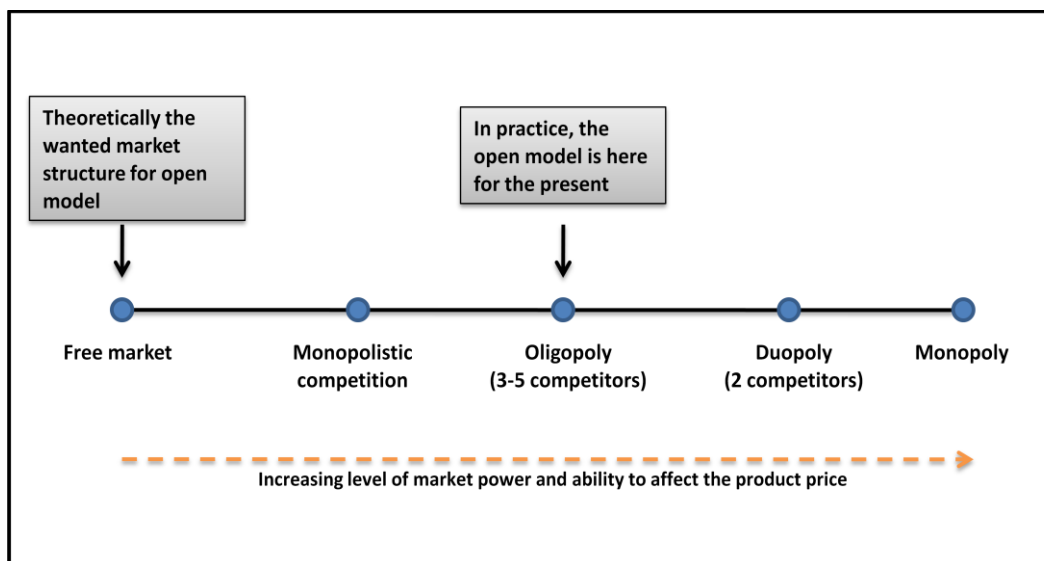 Theoretically the
wanted market
structure for open
model
In practice, the
open model is here
for the present
Free market
Monopolistic
competition
Oligopoly
(3-5 competitors)
Duopoly
(2 competitors)
Monopoly
Increasing level of market power and ability to affect the product price